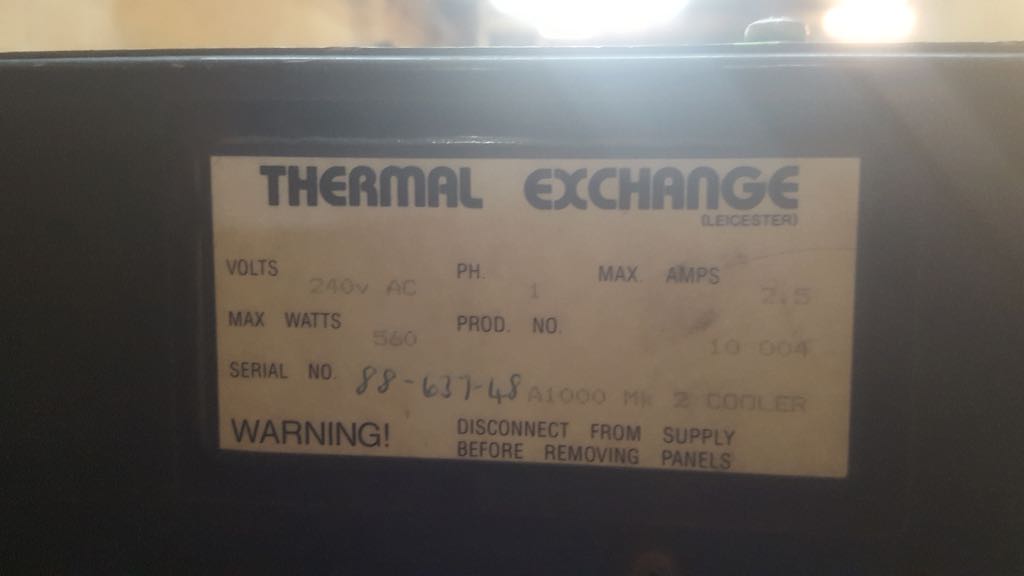 THERMAL EXCHANGE
(LEICESTER)
VOLTS 240v AC PH. 1 MAX. AMPS 2.5
MAX WATTS 560 PROD. NO. 10 004
SERIAL NO. 88-637-48 A1000 Mk 2 COOLER
WARNING! DISCONNECT FROM SUPPLY
BEFORE REMOVING PANELS